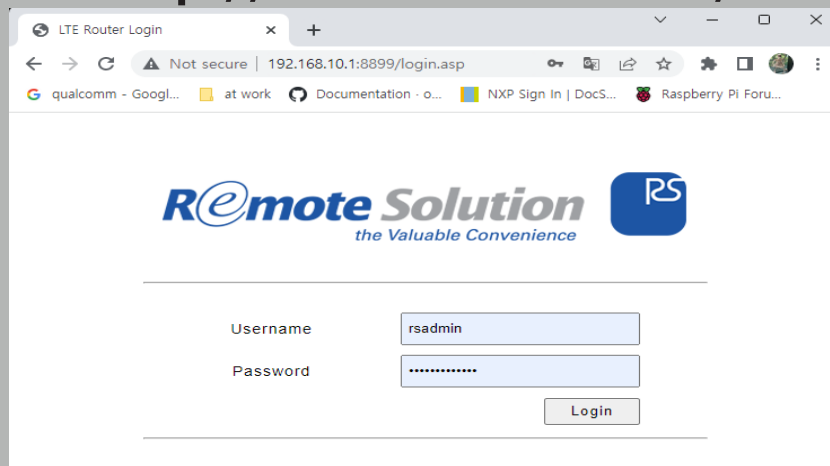 LTE Router Login
Not secure | 192.168.10.1:8899/login.asp
qualcomm - Googl... at work Documentation - o... NXP Sign In | DocS... Raspberry Pi Foru...
Remote Solution RS
the Valuable Convenience
Username rsadmin
Password •••••••••••••
Login